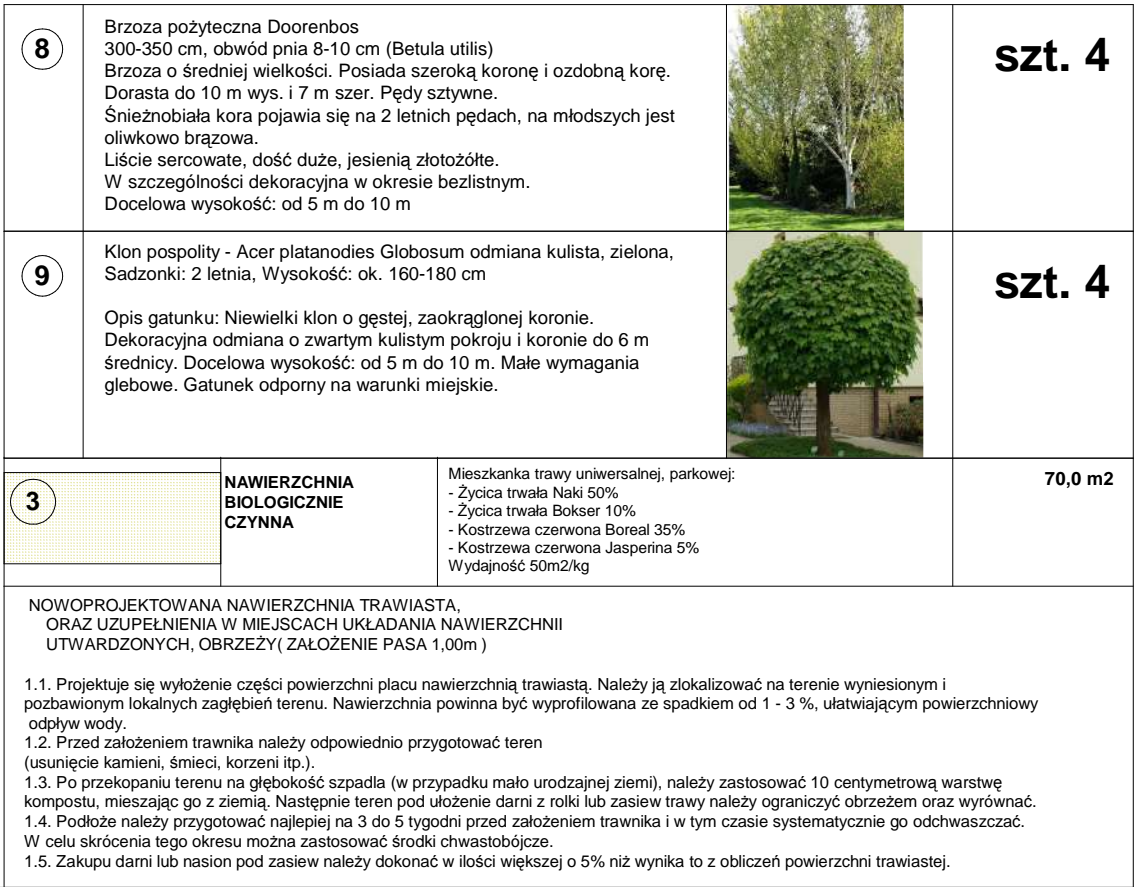 8
Brzoza pożyteczna Doorenbos
300-350 cm, obwód pnia 8-10 cm (Betula utilis)
Brzoza o średniej wielkości. Posiada szeroką koronę i ozdobną korę.
Dorasta do 10 m wys. i 7 m szer. Pędy sztywne.
Śnieżnobiała kora pojawia się na 2 letnich pędach, na młodszych jest
oliwkowo brązowa.
Liście sercowate, dość duże, jesienią złotożółte.
W szczególności dekoracyjna w okresie bezlistnym.
Docelowa wysokość: od 5 m do 10 m
szt. 4
9
Klon pospolity - Acer platanodies Globosum odmiana kulista, zielona,
Sadzonki: 2 letnia, Wysokość: ok. 160-180 cm
Opis gatunku: Niewielki klon o gęstej, zaokrąglonej koronie.
Dekoracyjna odmiana o zwartym kulistym pokroju i koronie do 6 m
średnicy. Docelowa wysokość: od 5 m do 10 m. Małe wymagania
glebowe. Gatunek odporny na warunki miejskie.
szt. 4
3
NAWIERZCHNIA
BIOLOGICZNIE
CZYNNA
Mieszkanka trawy uniwersalnej, parkowej:
- Życica trwała Naki 50%
- Życica trwała Bokser 10%
- Kostrzewa czerwona Boreal 35%
- Kostrzewa czerwona Jasperina 5%
Wydajność 50m2/kg
70,0 m2
NOWOPROJEKTOWANA NAWIERZCHNIA TRAWIASTA,
ORAZ UZUPEŁNIENIA W MIEJSCACH UKŁADANIA NAWIERZCHNII
UTWARDZONYCH, OBRZEŻY( ZAŁOŻENIE PASA 1,00m )
1.1. Projektuje się wyłożenie części powierzchni placu nawierzchnią trawiastą. Należy ją zlokalizować na terenie wyniesionym i
pozbawionym lokalnych zagłębień terenu. Nawierzchnia powinna być wyprofilowana ze spadkiem od 1 - 3 %, ułatwiającym powierzchniowy
odpływ wody.
1.2. Przed założeniem trawnika należy odpowiednio przygotować teren
(usunięcie kamieni, śmieci, korzeni itp.).
1.3. Po przekopaniu terenu na głębokość szpadla (w przypadku mało urodzajnej ziemi), należy zastosować 10 centymetrową warstwę
kompostu, mieszając go z ziemią. Następnie teren pod ułożenie darni z rolki lub zasiew trawy należy ograniczyć obrzeżem oraz wyrównać.
1.4. Podłoże należy przygotować najlepiej na 3 do 5 tygodni przed założeniem trawnika i w tym czasie systematycznie go odchwaszczać.
W celu skrócenia tego okresu można zastosować środki chwastobójcze.
1.5. Zakupu darni lub nasion pod zasiew należy dokonać w ilości większej o 5% niż wynika to z obliczeń powierzchni trawiastej.